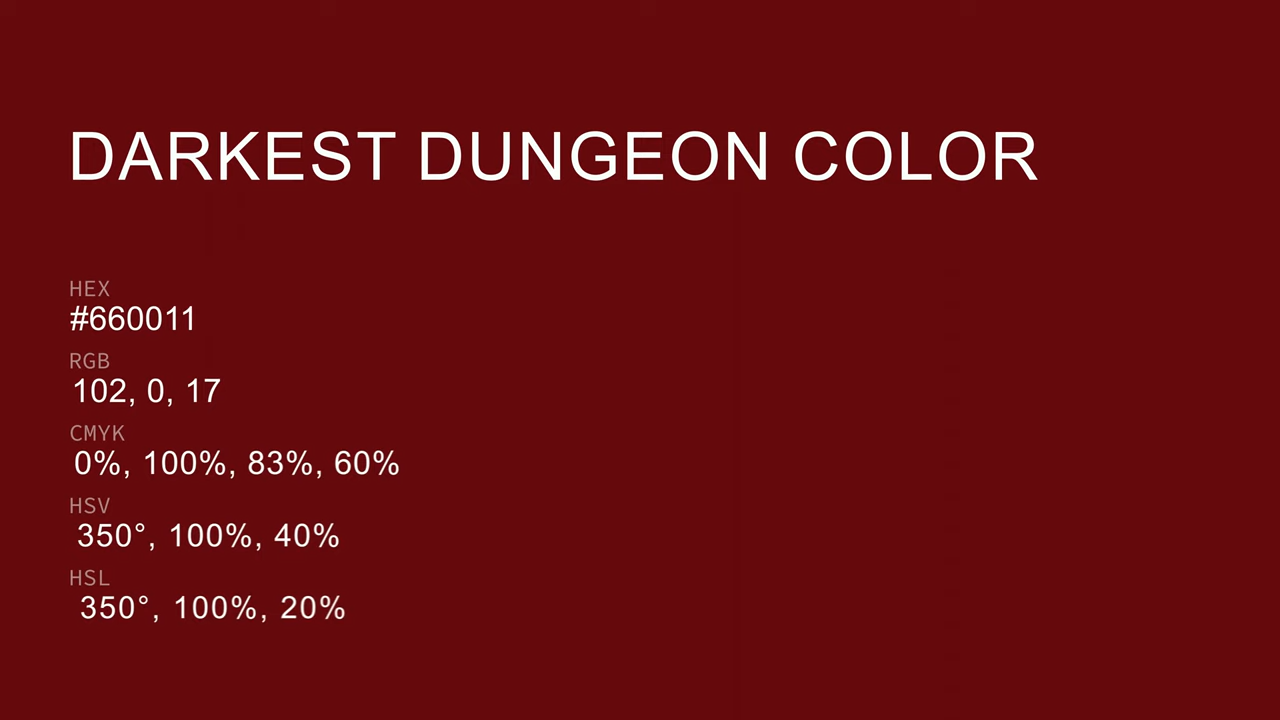 DARKEST DUNGEON COLOR
HEX
#660011
RGB
102, 0, 17
CMYK
0%, 100%, 83%, 60%
HSV
350°, 100%, 40%
HSL
350°, 100%, 20%